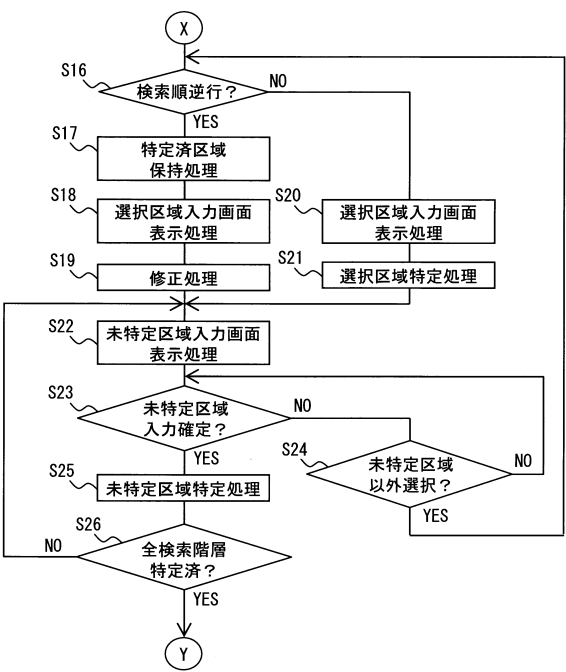 X
S16
検索順逆行？
NO
YES
S17
特定済区域
保持処理
S18
選択区域入力画面
表示処理
S20
選択区域入力画面
表示処理
S19
修正処理
S21
選択区域特定処理
S22
未特定区域入力画面
表示処理
S23
未特定区域
入力確定？
NO
YES
S24
未特定区域
以外選択？
NO
YES
S25
未特定区域特定処理
S26
全検索階層
特定済？
NO
YES
Y